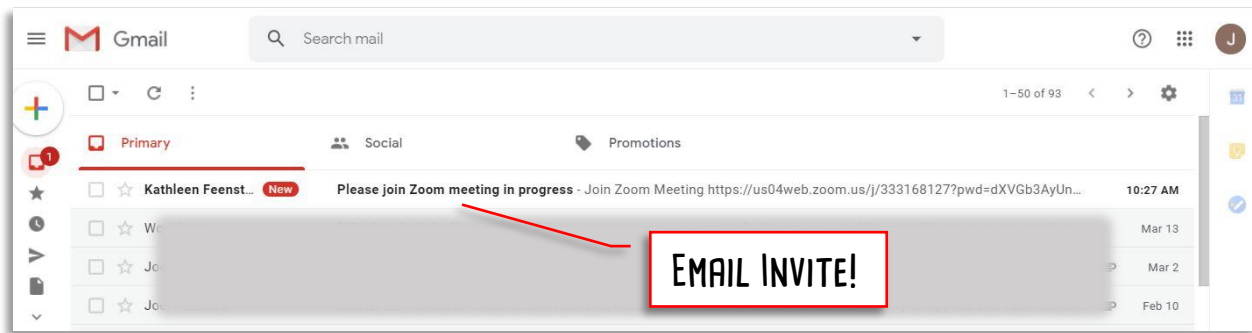 Gmail
Search mail
J
1–50 of 93
31
1
Primary
Social
Promotions
Kathleen Feenst... New Please join Zoom meeting in progress - Join Zoom Meeting https://us04web.zoom.us/j/333168127?pwd=dXVGb3AyUn... 10:27 AM
Mar 13
Mar 2
Feb 10
EMAIL INVITE!